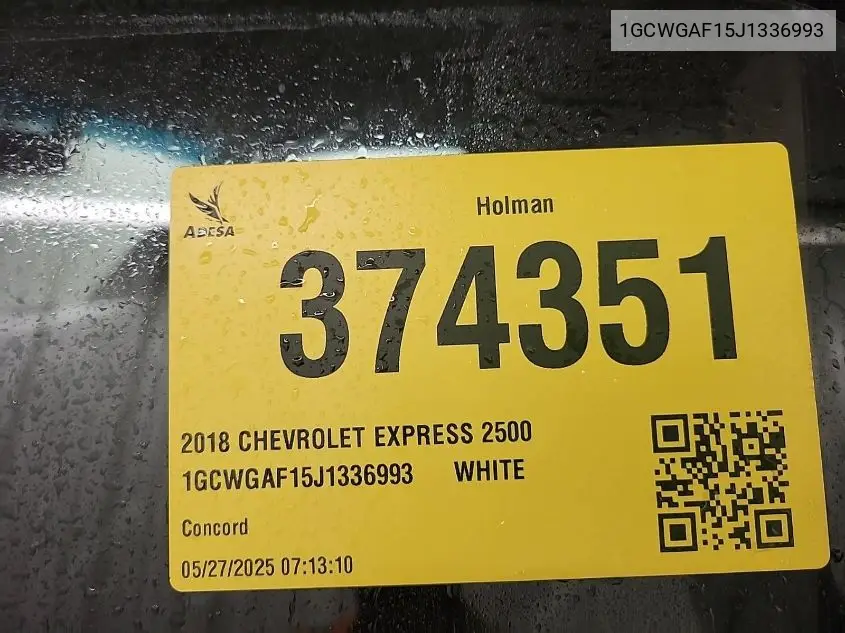 1GCWGAF15J1336993
ADESA
Holman
374351
2018 CHEVROLET EXPRESS 2500
1GCWGAF15J1336993 WHITE
Concord
05/27/2025 07:13:10